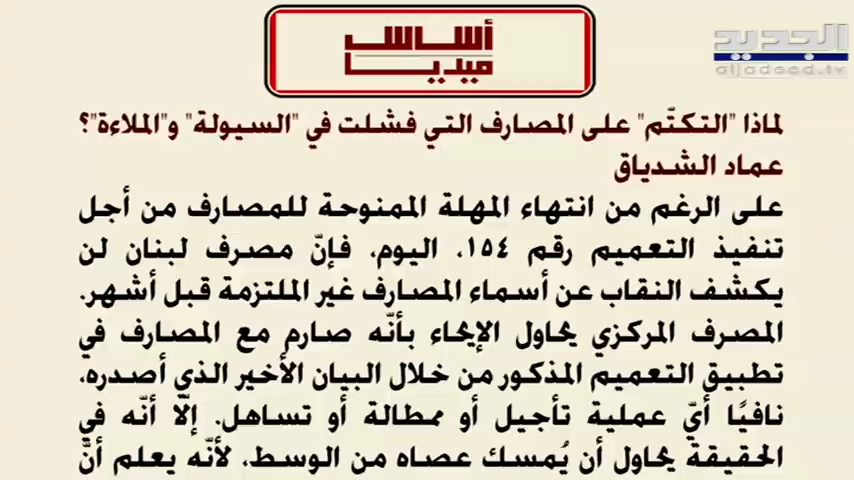 أساس
ميديا
الجديد
aljadeed.tv
لماذا "التكتّم" على المصارف التي فشلت في "السيولة" و"الملاءة"؟
عماد الشدياق
على الرغم من انتهاء المهلة الممنوحة للمصارف من أجل
تنفيذ التعميم رقم ١٥٤، اليوم، فإنّ مصرف لبنان لن
يكشف النقاب عن أسماء المصارف غير الملتزمة قبل أشهر.
المصرف المركزي يحاول الإيحاء بأنّه صارم مع المصارف في
تطبيق التعميم المذكور من خلال البيان الأخير الذي أصدره،
نافيًا أيّ عملية تأجيل أو مماطلة أو تساهل. إلّا أنّه في
الحقيقة يحاول أن يُمسك عصاه من الوسط، لأنّه يعلم أنّ